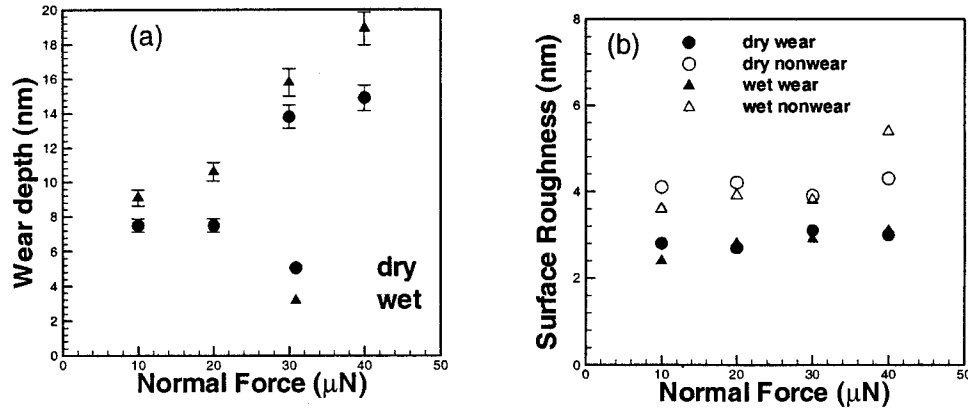 (a)
Wear depth (nm)
20
18
16
14
12
10
8
6
4
2
0
dry
wet
0
10
20
30
40
50
Normal Force (μN)
(b)
Surface Roughness (nm)
8
6
4
2
0
dry wear
dry nonwear
wet wear
wet nonwear
0
10
20
30
40
50
Normal Force (μN)